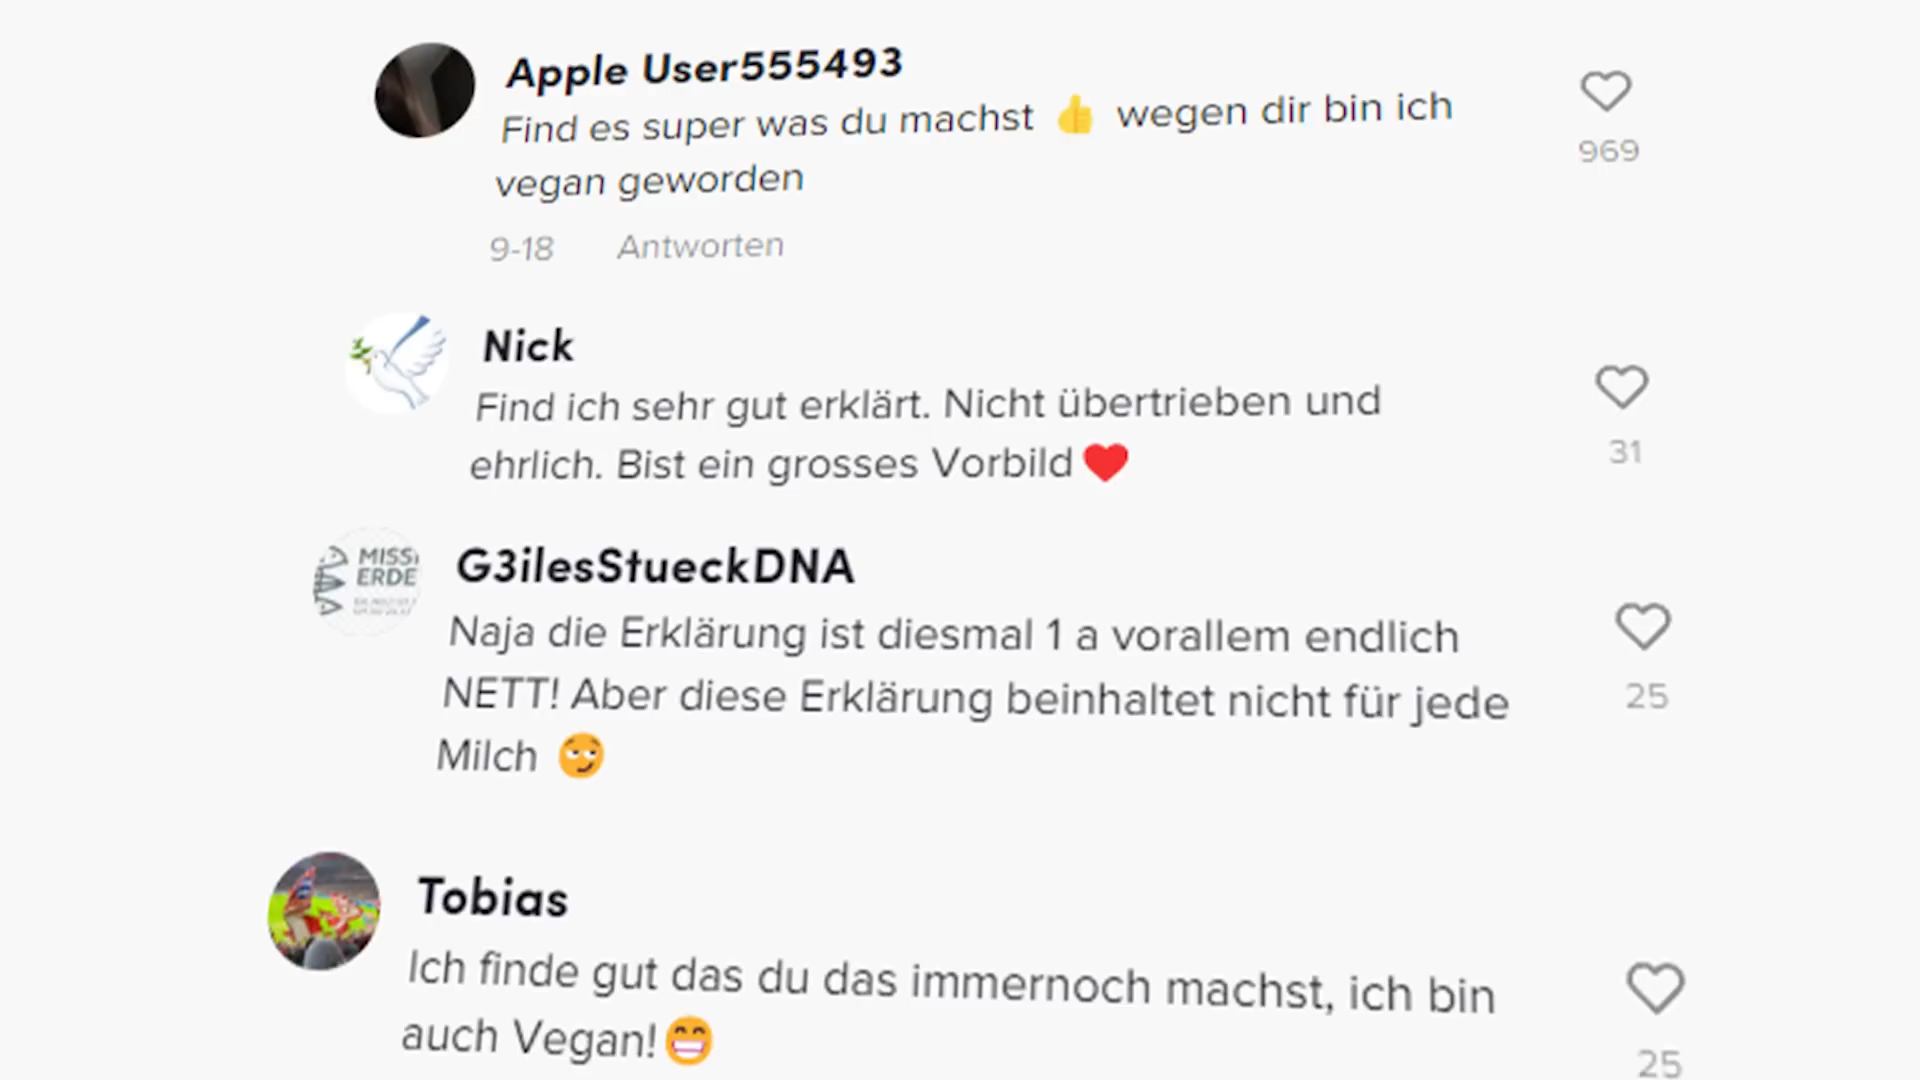 Apple User555493
Find es super was du machst 👍 wegen dir bin ich
vegan geworden
969
9-18 Antworten
Nick
Find ich sehr gut erklärt. Nicht übertrieben und
ehrlich. Bist ein grosses Vorbild❤️
31
MISS
ERDE
G3ilesStueckDNA
Naja die Erklärung ist diesmal 1 a vorallem endlich
NETT! Aber diese Erklärung beinhaltet nicht für jede
Milch 😏
25
Tobias
Ich finde gut das du das immernoch machst, ich bin
auch Vegan!😁
25